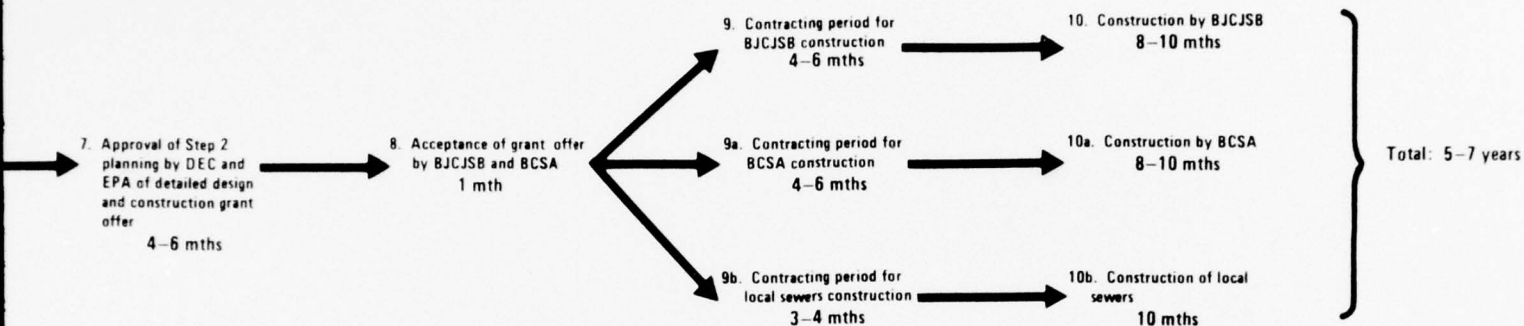 7. Approval of Step 2
planning by DEC and
EPA of detailed design
and construction grant
offer
4–6 mths
8. Acceptance of grant offer
by BJCJSB and BCSA
1 mth
9. Contracting period for
BJCJSB construction
4–6 mths
10. Construction by BJCJSB
8–10 mths
9a. Contracting period for
BCSA construction
4–6 mths
10a. Construction by BCSA
8–10 mths
9b. Contracting period for
local sewers construction
3–4 mths
10b. Construction of local
sewers
10 mths
Total: 5–7 years